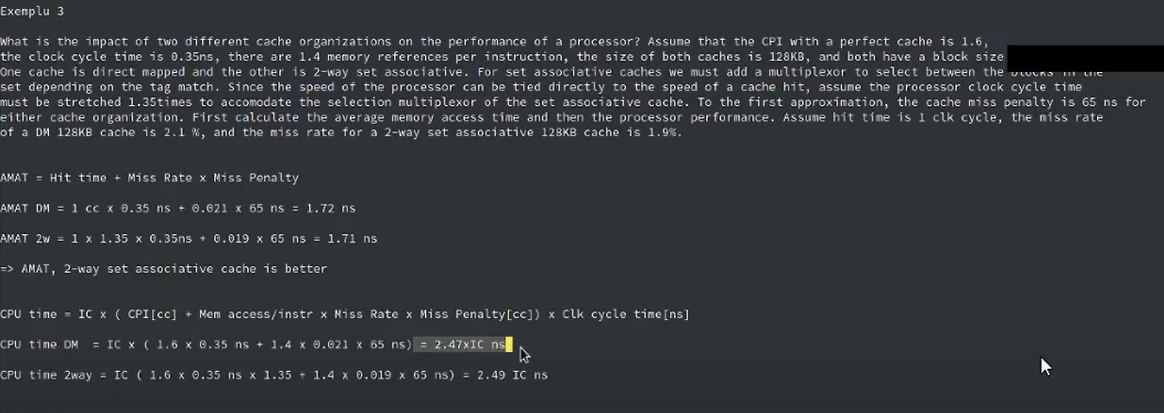 Exemplu 3
What is the impact of two different cache organizations on the performance of a processor? Assume that the CPI with a perfect cache is 1.6,
the clock cycle time is 0.35ns, there are 1.4 memory references per instruction, the size of both caches is 128KB, and both have a block size
One cache is direct mapped and the other is 2-way set associative. For set associative caches we must add a multiplexor to select between the blocks in the
set depending on the tag match. Since the speed of the processor can be tied directly to the speed of a cache hit, assume the processor clock cycle time
must be stretched 1.35times to accomodate the selection multiplexor of the set associative cache. To the first approximation, the cache miss penalty is 65 ns for
either cache organization. First calculate the average memory access time and then the processor performance. Assume hit time is 1 clk cycle, the miss rate
of a DM 128KB cache is 2.1 %, and the miss rate for a 2-way set associative 128KB cache is 1.9%.
AMAT = Hit time + Miss Rate x Miss Penalty
AMAT DM = 1 cc x 0.35 ns + 0.021 x 65 ns = 1.72 ns
AMAT 2w = 1 x 1.35 x 0.35ns + 0.019 x 65 ns = 1.71 ns
=> AMAT, 2-way set associative cache is better
CPU time = IC x ( CPI[cc] + Mem access/instr x Miss Rate x Miss Penalty[cc]) x Clk cycle time[ns]
CPU time DM  = IC x ( 1.6 x 0.35 ns + 1.4 x 0.021 x 65 ns) = 2.47xIC ns
CPU time 2way = IC ( 1.6 x 0.35 ns x 1.35 + 1.4 x 0.019 x 65 ns) = 2.49 IC ns